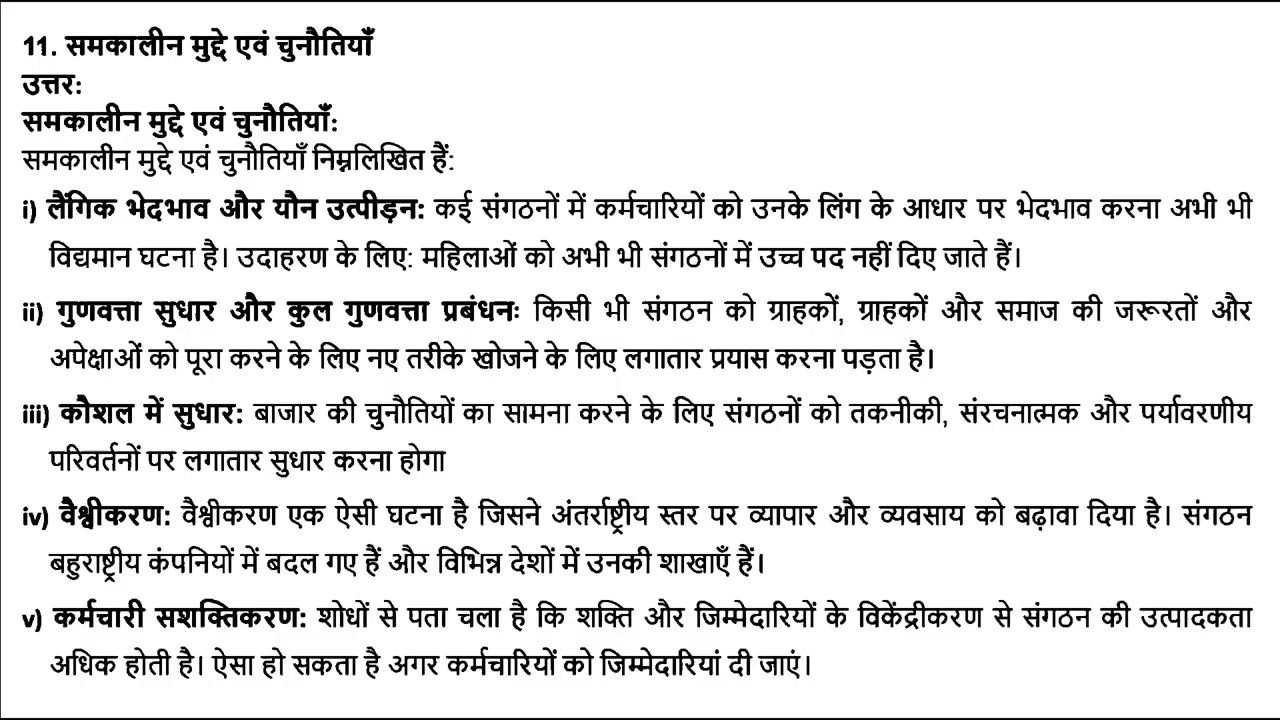 11. समकालीन मुद्दे एवं चुनौतियाँ
उत्तर:
समकालीन मुद्दे एवं चुनौतियाँ:
समकालीन मुद्दे एवं चुनौतियाँ निम्नलिखित हैं:
i) लैंगिक भेदभाव और यौन उत्पीड़न: कई संगठनों में कर्मचारियों को उनके लिंग के आधार पर भेदभाव करना अभी भी
विद्यमान घटना है। उदाहरण के लिए: महिलाओं को अभी भी संगठनों में उच्च पद नहीं दिए जाते हैं।
ii) गुणवत्ता सुधार और कुल गुणवत्ता प्रबंधन: किसी भी संगठन को ग्राहकों, ग्राहकों और समाज की जरूरतों और
अपेक्षाओं को पूरा करने के लिए नए तरीके खोजने के लिए लगातार प्रयास करना पड़ता है।
iii) कौशल में सुधार: बाजार की चुनौतियों का सामना करने के लिए संगठनों को तकनीकी, संरचनात्मक और पर्यावरणीय
परिवर्तनों पर लगातार सुधार करना होगा
iv) वैश्वीकरण: वैश्वीकरण एक ऐसी घटना है जिसने अंतर्राष्ट्रीय स्तर पर व्यापार और व्यवसाय को बढ़ावा दिया है। संगठन
बहुराष्ट्रीय कंपनियों में बदल गए हैं और विभिन्न देशों में उनकी शाखाएँ हैं।
v) कर्मचारी सशक्तिकरण: शोधों से पता चला है कि शक्ति और जिम्मेदारियों के विकेंद्रीकरण से संगठन की उत्पादकता
अधिक होती है। ऐसा हो सकता है अगर कर्मचारियों को जिम्मेदारियां दी जाएं।